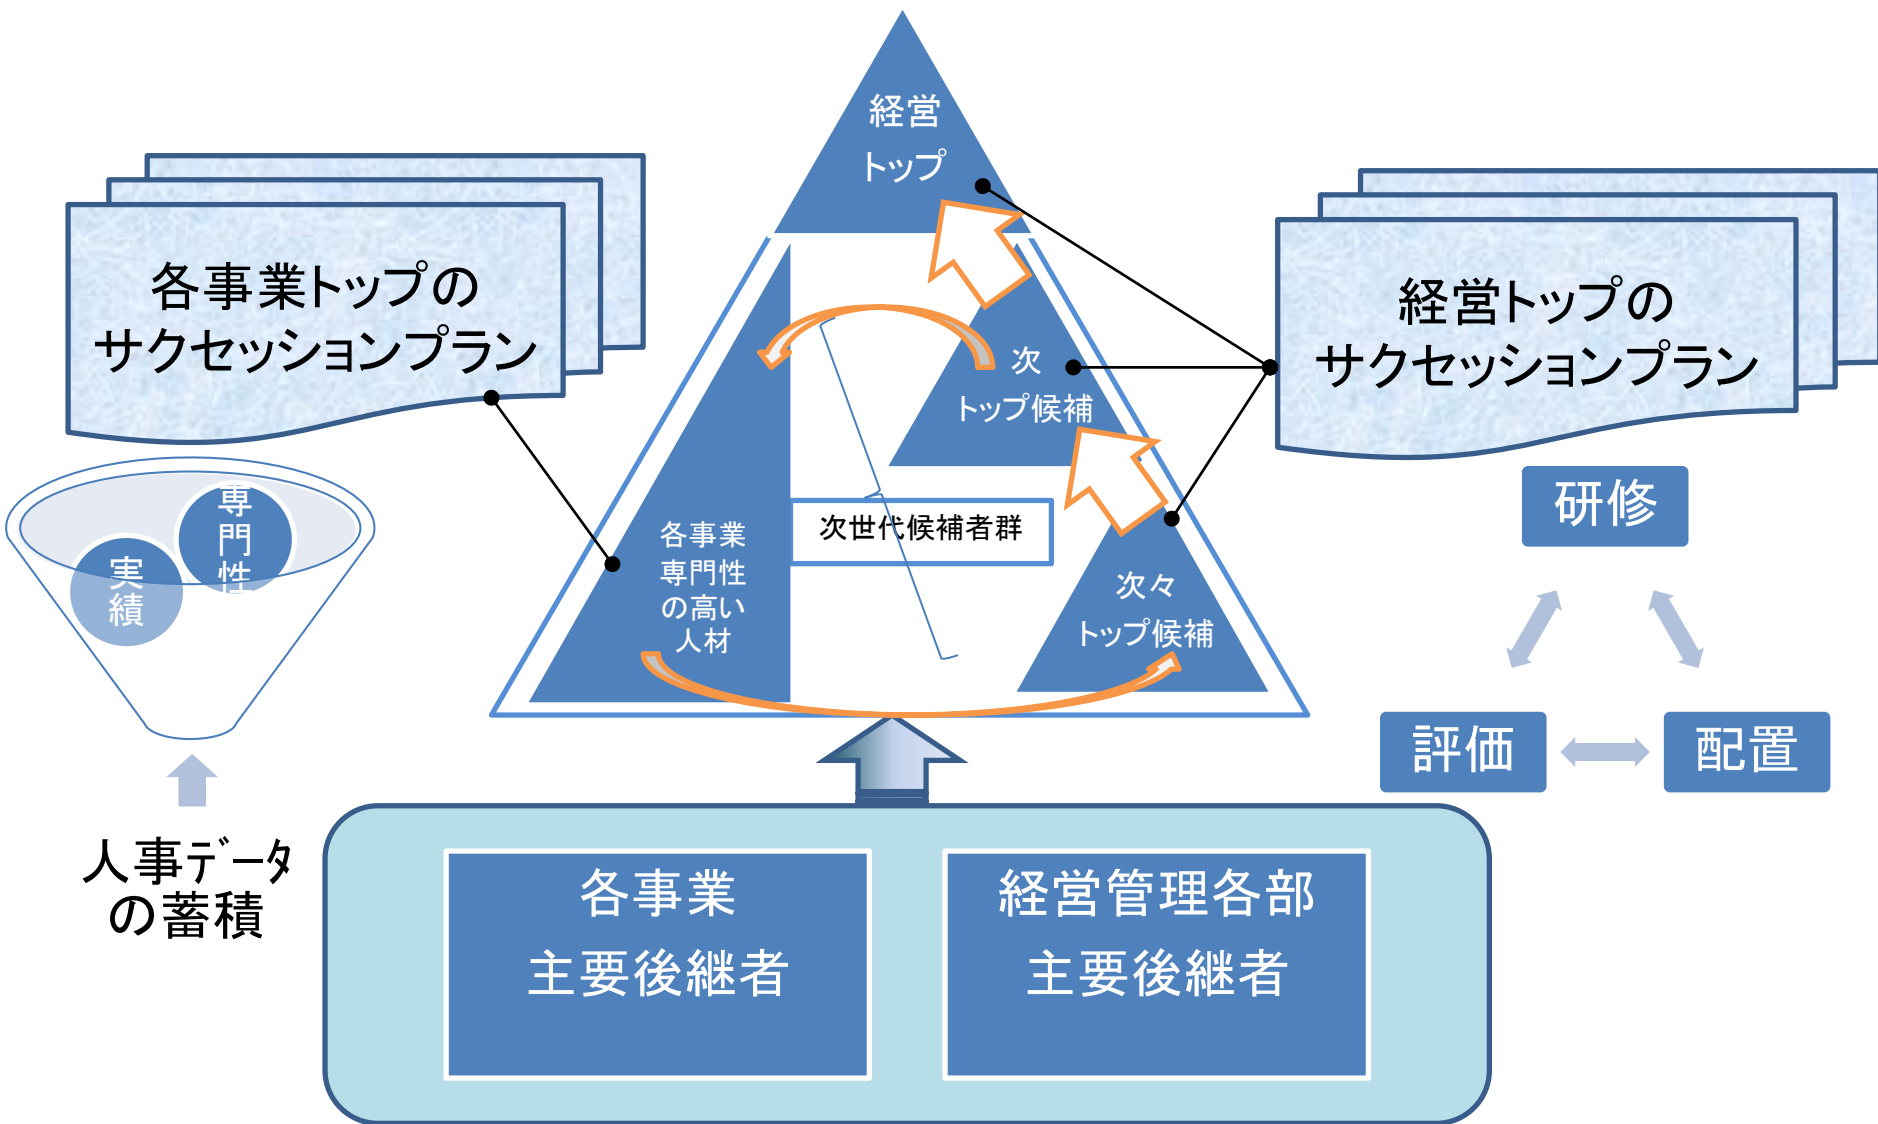 経営
トップ
各事業トップの
サクセッションプラン
経営トップの
サクセッションプラン
次
トップ候補
専
門
性
実
績
各事業
専門性
の高い
人材
次世代候補者群
次々
トップ候補
研修
評価
配置
人事ﾃﾞｰﾀ
の蓄積
各事業
主要後継者
経営管理各部
主要後継者